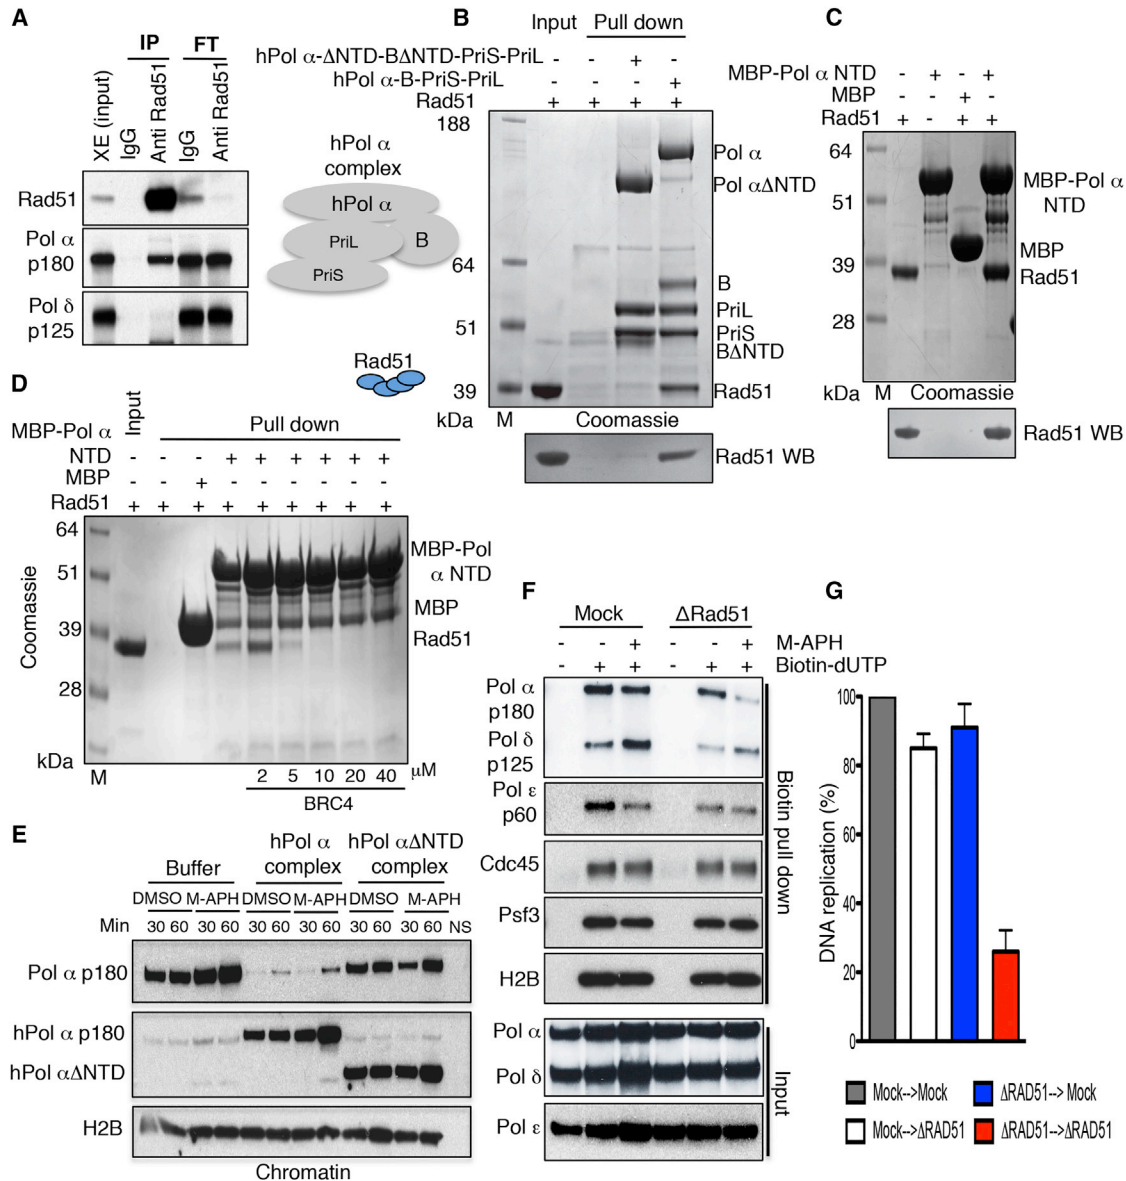 A
IP FT
XE (input)
IgG
Anti Rad51
IgG
Anti Rad51
Rad51
Pol α
p180
Pol δ
p125
hPol α
complex
hPol α
PriL
B
PriS
Rad51
B
Input Pull down
hPol α-ΔNTD-BΔNTD-PriS-PriL - - + -
hPol α-B-PriS-PriL - - - +
Rad51 + + + +
188
64
51
39
kDa M Coomassie
Pol α
Pol αΔNTD
B
PriL
PriS
BΔNTD
Rad51
Rad51 WB
C
MBP-Pol α NTD - + - +
MBP - - + -
Rad51 + - + +
64
51
39
28
kDa M Coomassie
MBP-Pol α
NTD
MBP
Rad51
Rad51 WB
D
Input
Pull down
MBP-Pol α
NTD - - - + + + + + +
MBP - - + - - - - - -
Rad51 + + + + + + + + +
Coomassie
64
51
39
28
kDa
M
MBP-Pol
α NTD
MBP
Rad51
2 5 10 20 40 μM
BRC4
E
Buffer
hPol α
complex
hPol αΔNTD
complex
DMSO M-APH DMSO M-APH DMSO M-APH
Min 30 60 30 60 30 60 30 60 30 60 30 60 NS
Pol α p180
hPol α p180
hPol αΔNTD
H2B
Chromatin
F
Mock ΔRad51
- - + - - + M-APH
- + + - + + Biotin-dUTP
Pol α
p180
Pol δ
p125
Pol ε
p60
Cdc45
Psf3
H2B
Biotin pull down
Pol α
Pol δ
Pol ε
Input
G
DNA replication (%)
100
80
60
40
20
0
Mock-->Mock
ΔRAD51--> Mock
Mock-->ΔRAD51
ΔRAD51-->ΔRAD51